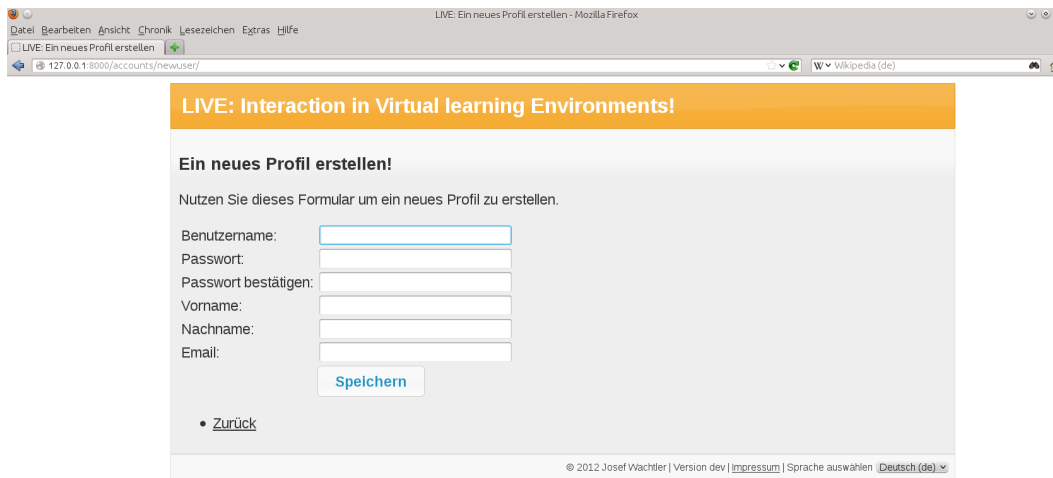 LIVE: Ein neues Profil erstellen - Mozilla Firefox
Datei Bearbeiten Ansicht Chronik Lesezeichen Extras Hilfe
LIVE: Ein neues Profil erstellen
127.0.0.1:8000/accounts/newuser/ W Wikipedia (de)
LIVE: Interaction in Virtual learning Environments!
Ein neues Profil erstellen!
Nutzen Sie dieses Formular um ein neues Profil zu erstellen.
Benutzername:
Passwort:
Passwort bestätigen:
Vorname:
Nachname:
Email:
Speichern
• Zurück
© 2012 Josef Wachtler | Version dev | Impressum | Sprache auswählen Deutsch (de)